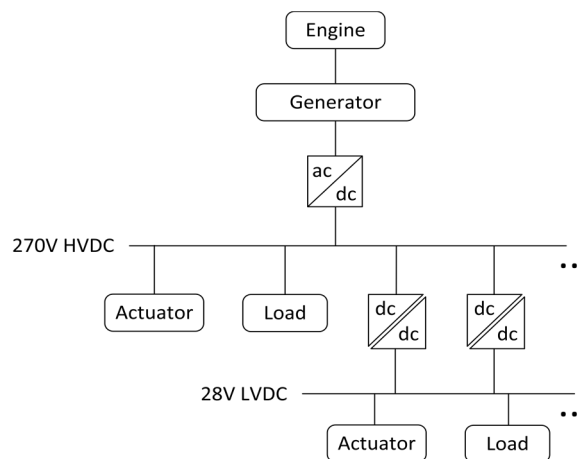 Engine
Generator
ac
dc
270V HVDC
Actuator
Load
dc
dc
dc
dc
28V LVDC
Actuator
Load